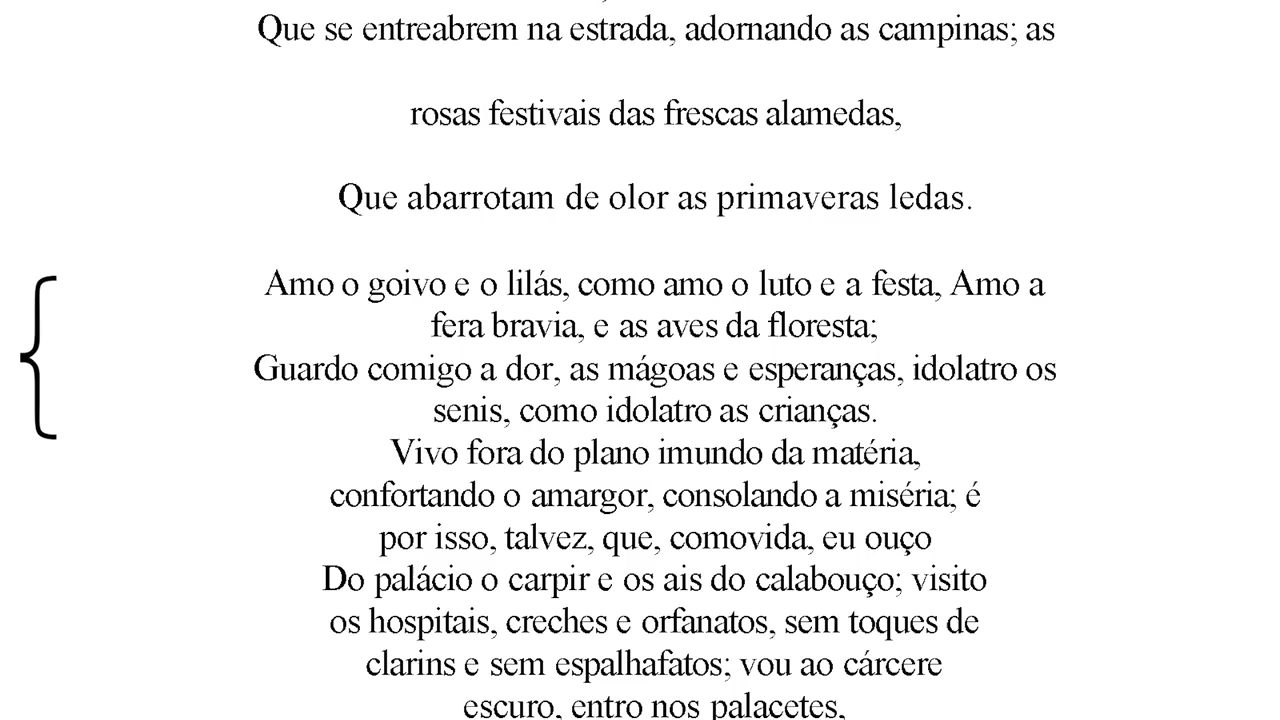 Que se entreabrem na estrada, adornando as campinas; as
rosas festivais das frescas alamedas,
Que abarrotam de olor as primaveras ledas.
Amo o goivo e o lilás, como amo o luto e a festa, Amo a
fera bravia, e as aves da floresta;
Guardo comigo a dor, as mágoas e esperanças, idolatro os
senis, como idolatro as crianças.
Vivo fora do plano imundo da matéria,
confortando o amargor, consolando a miséria; é
por isso, talvez, que, comovida, eu ouço
Do palácio o carpir e os ais do calabouço; visito
os hospitais, creches e orfanatos, sem toques de
clarins e sem espalhafatos; vou ao cárcere
escuro, entro nos palacetes,